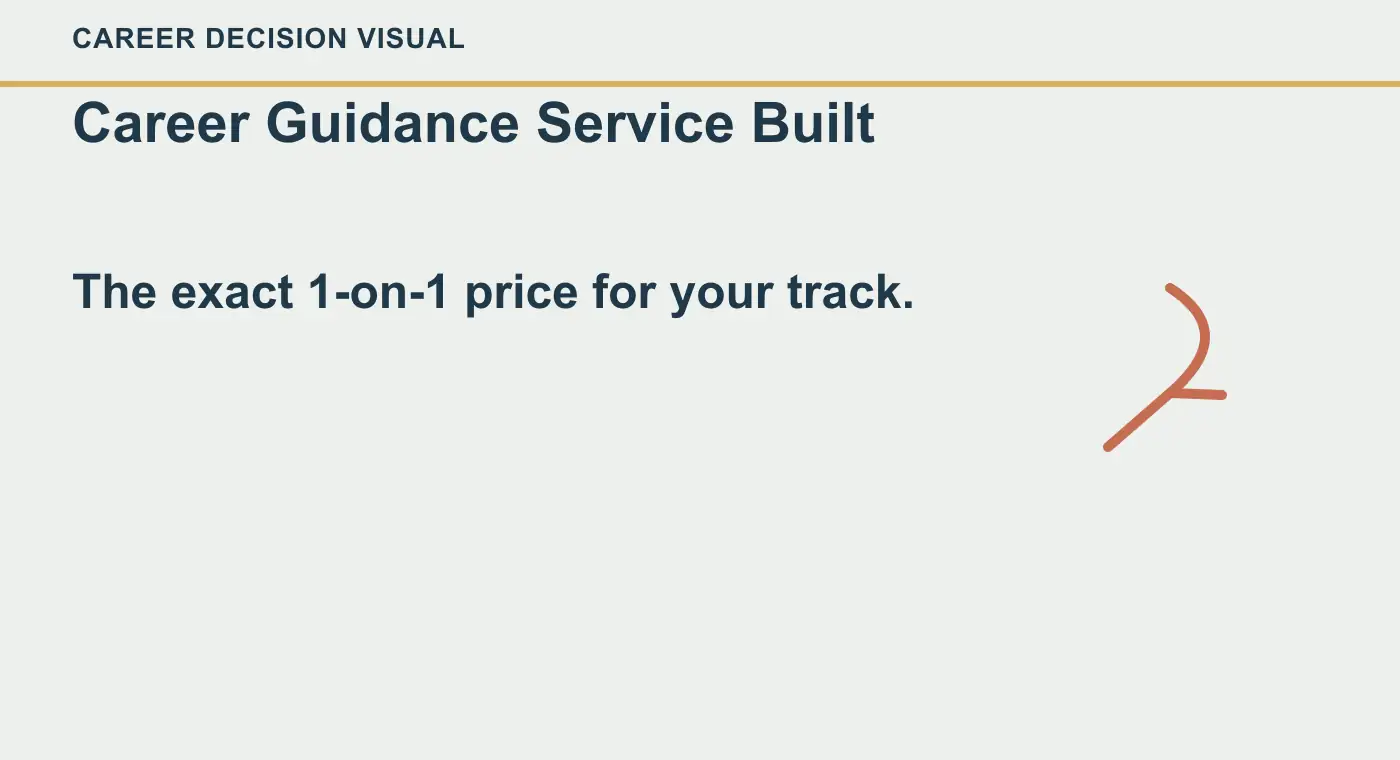 CAREER DECISION VISUAL
Career Guidance Service Built
The exact 1-on-1 price for your track.